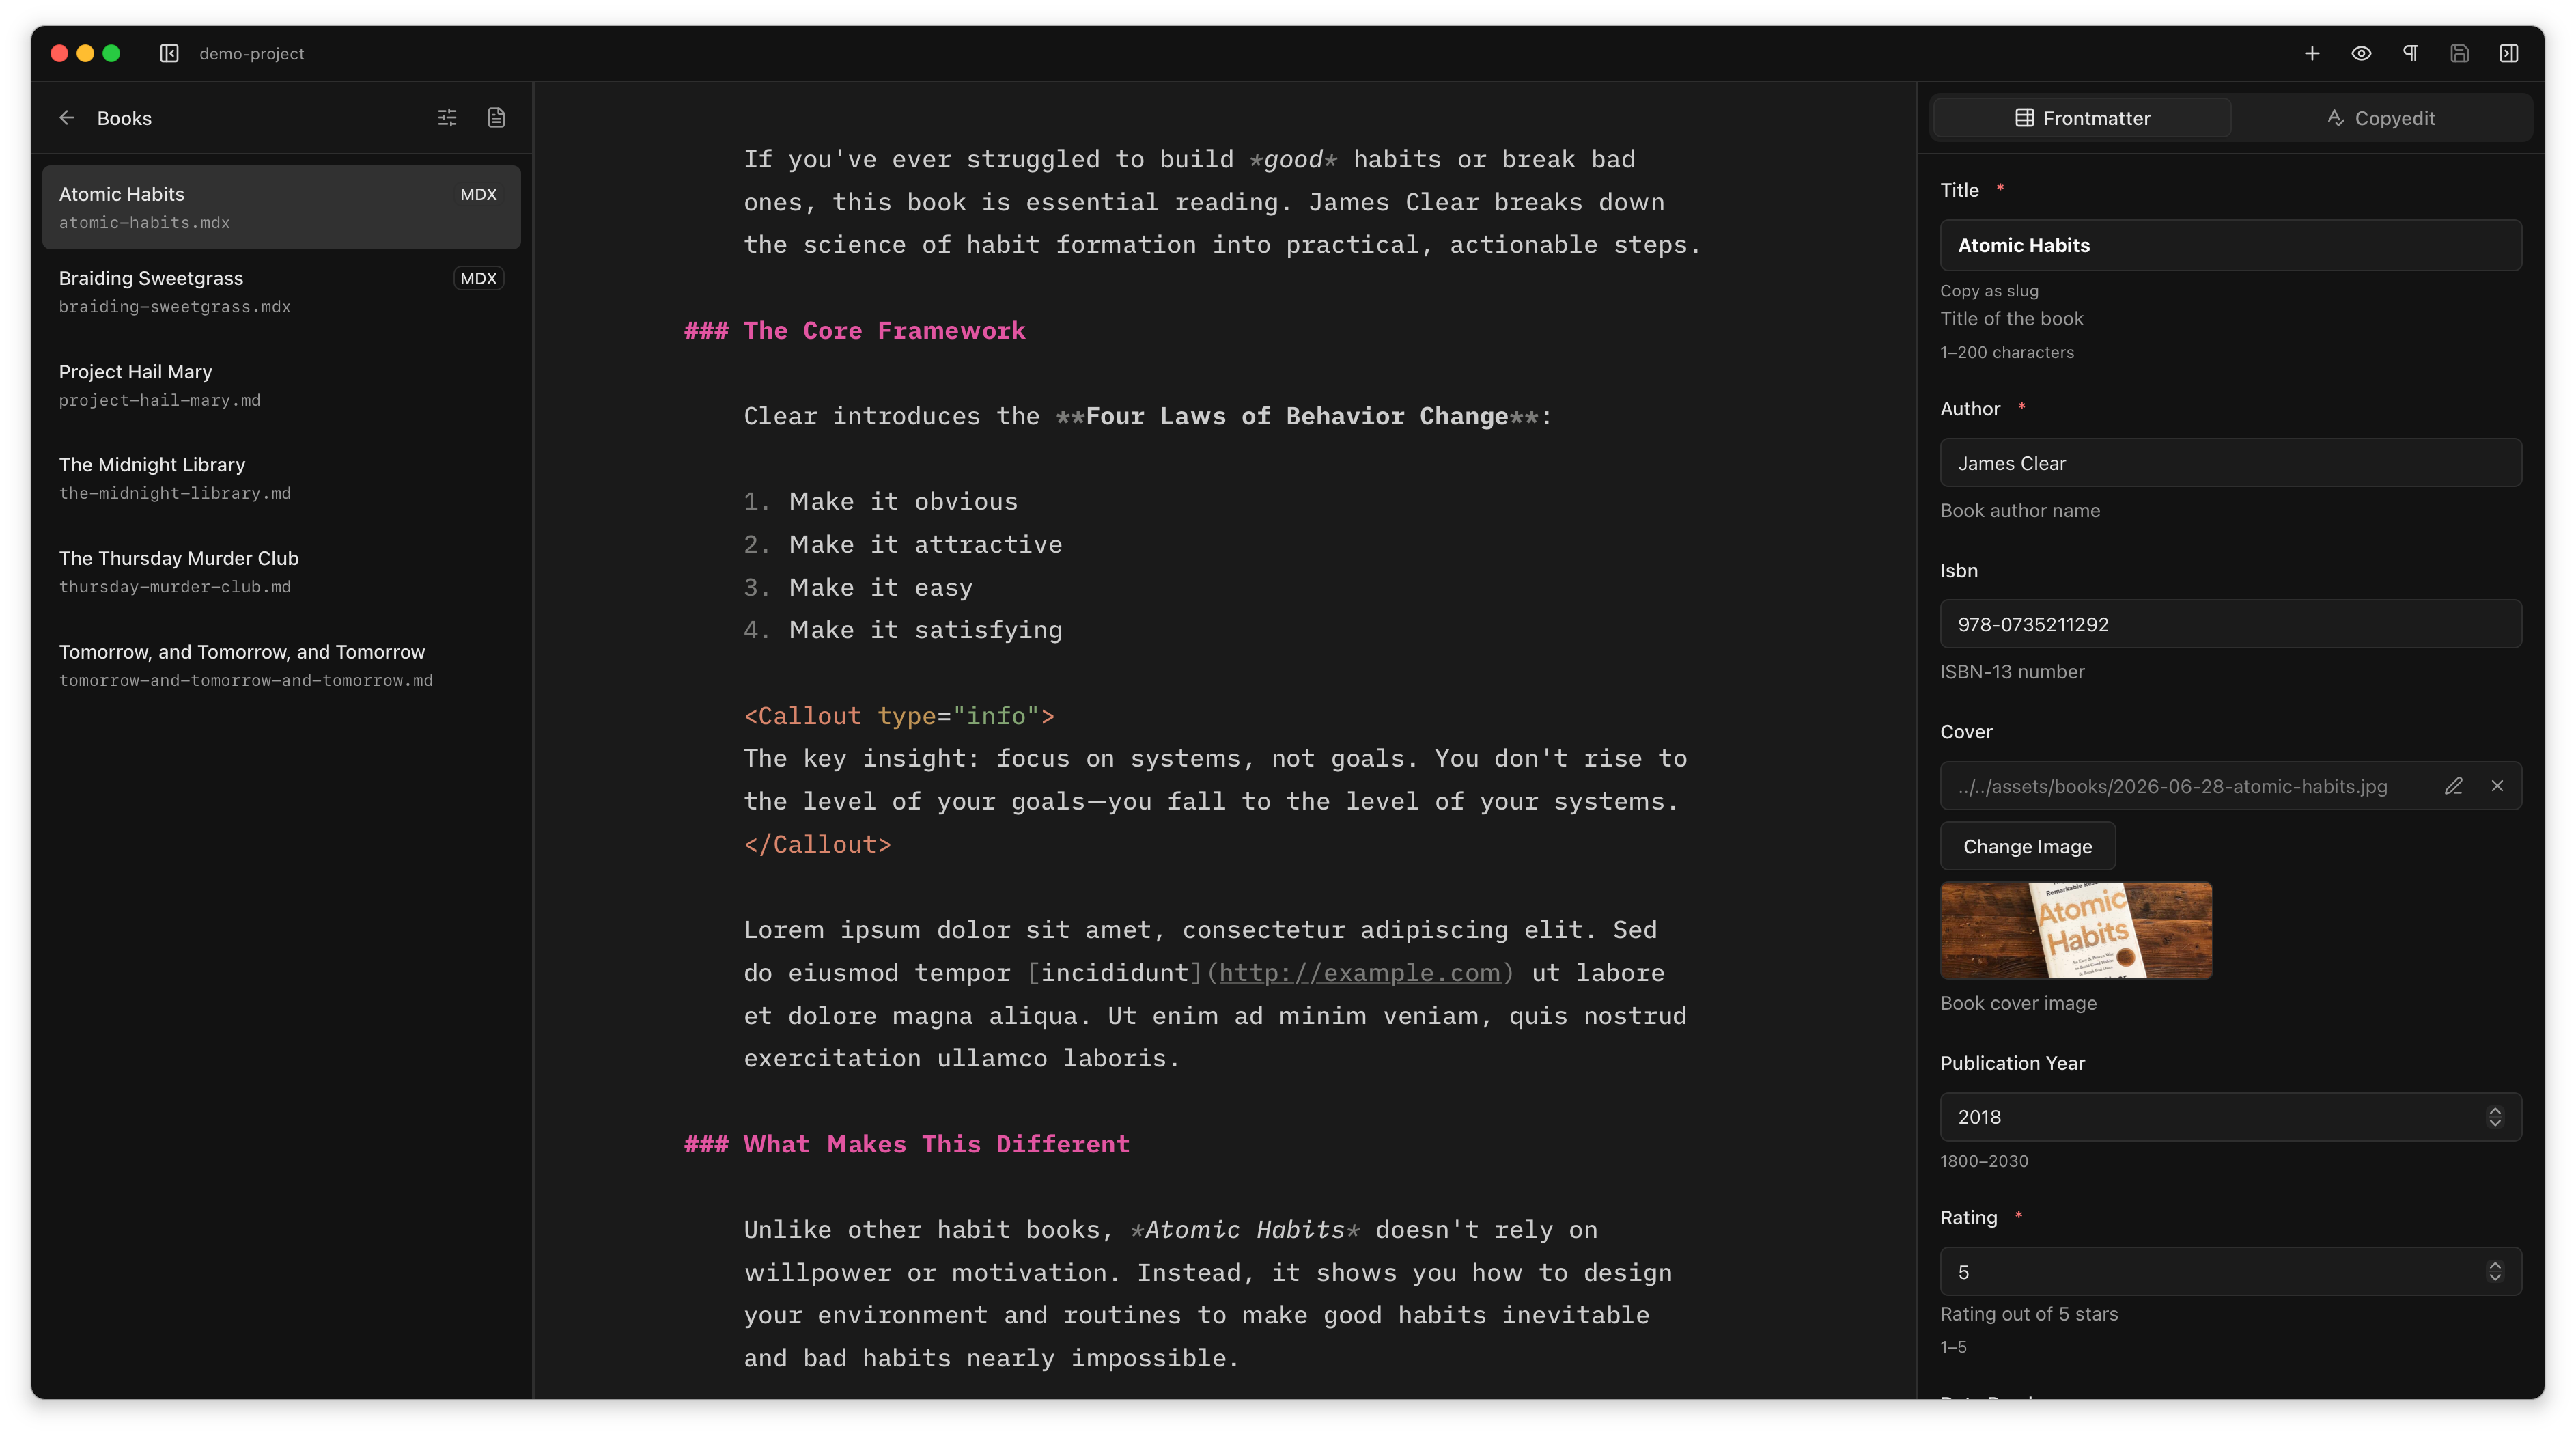 demo-project
Books
Atomic Habits MDX
atomic-habits.mdx
Braiding Sweetgrass MDX
braiding-sweetgrass.mdx
Project Hail Mary
project-hail-mary.md
The Midnight Library
the-midnight-library.md
The Thursday Murder Club
thursday-murder-club.md
Tomorrow, and Tomorrow, and Tomorrow
tomorrow-and-tomorrow-and-tomorrow.md
If you've ever struggled to build *good* habits or break bad
ones, this book is essential reading. James Clear breaks down
the science of habit formation into practical, actionable steps.
### The Core Framework
Clear introduces the **Four Laws of Behavior Change**:
1. Make it obvious
2. Make it attractive
3. Make it easy
4. Make it satisfying
<Callout type="info">
The key insight: focus on systems, not goals. You don't rise to
the level of your goals—you fall to the level of your systems.
</Callout>
Lorem ipsum dolor sit amet, consectetur adipiscing elit. Sed
do eiusmod tempor [incididunt](http://example.com) ut labore
et dolore magna aliqua. Ut enim ad minim veniam, quis nostrud
exercitation ullamco laboris.
### What Makes This Different
Unlike other habit books, *Atomic Habits* doesn't rely on
willpower or motivation. Instead, it shows you how to design
your environment and routines to make good habits inevitable
and bad habits nearly impossible.
Frontmatter
Copyedit
Title *
Atomic Habits
Copy as slug
Title of the book
1–200 characters
Author *
James Clear
Book author name
Isbn
978-0735211292
ISBN-13 number
Cover
../../assets/books/2026-06-28-atomic-habits.jpg
Change Image
Remarkable
Atomic
Habits
Book cover image
Publication Year
2018
1800–2030
Rating *
5
Rating out of 5 stars
1–5